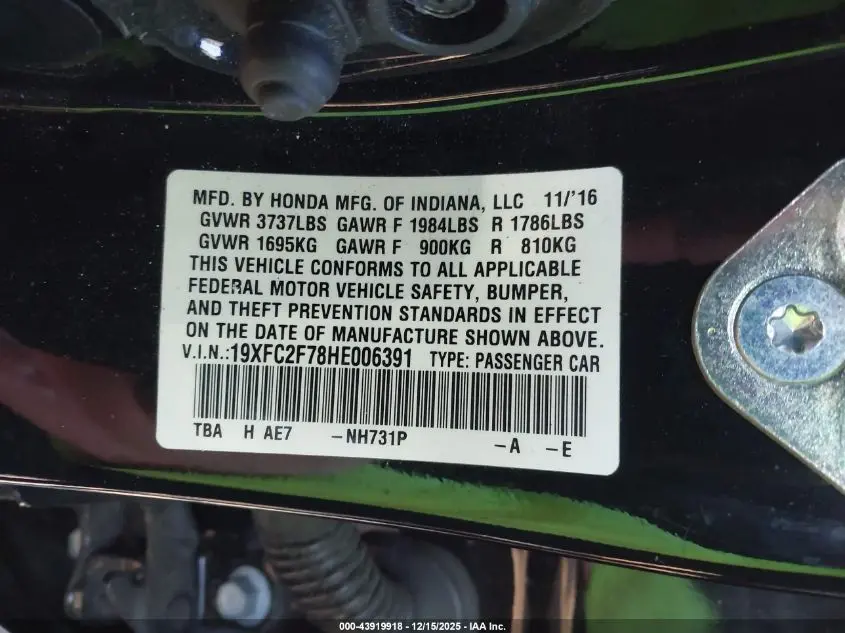 MFD. BY HONDA MFG. OF INDIANA, LLC 11/'16
GVWR 3737LBS GAWR F 1984LBS R 1786LBS
GVWR 1695KG GAWR F 900KG R 810KG
THIS VEHICLE CONFORMS TO ALL APPLICABLE
FEDERAL MOTOR VEHICLE SAFETY, BUMPER,
AND THEFT PREVENTION STANDARDS IN EFFECT
ON THE DATE OF MANUFACTURE SHOWN ABOVE.
V.I.N.:19XFC2F78HE006391 TYPE: PASSENGER CAR
TBA H AE7 -NH731P -A -E
000-43919918 - 12/15/2025 - IAA Inc.